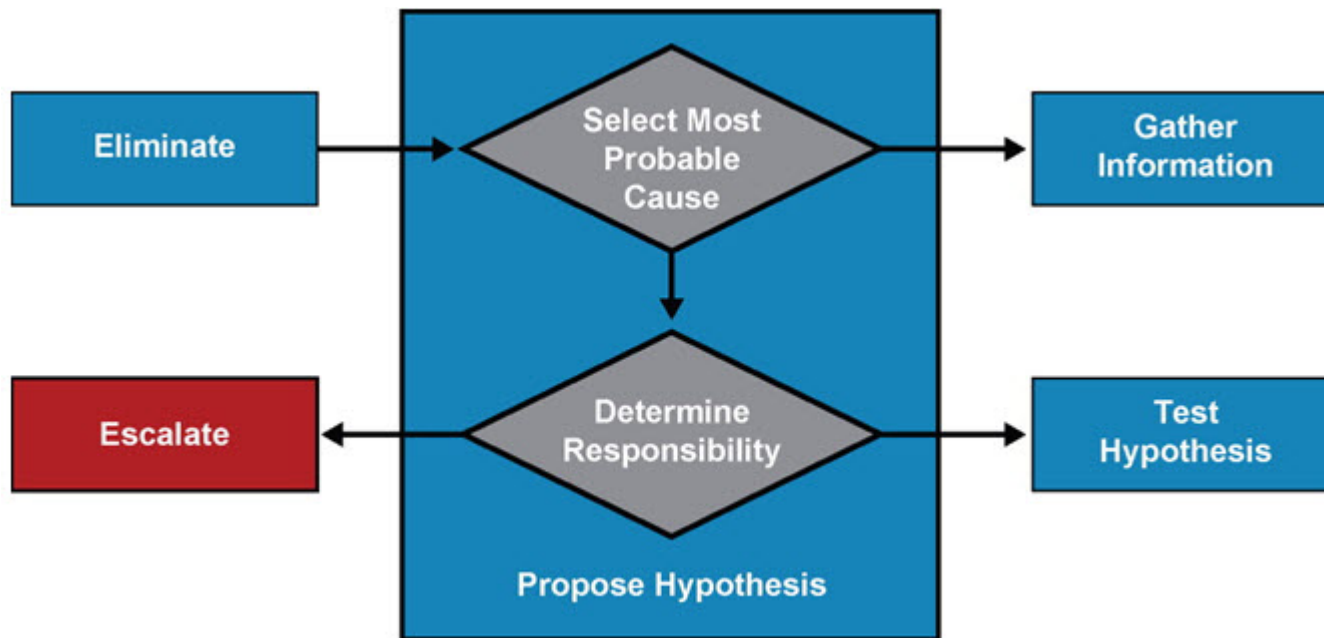 Eliminate
Select Most
Probable
Cause
Gather
Information
Escalate
Determine
Responsibility
Test
Hypothesis
Propose Hypothesis